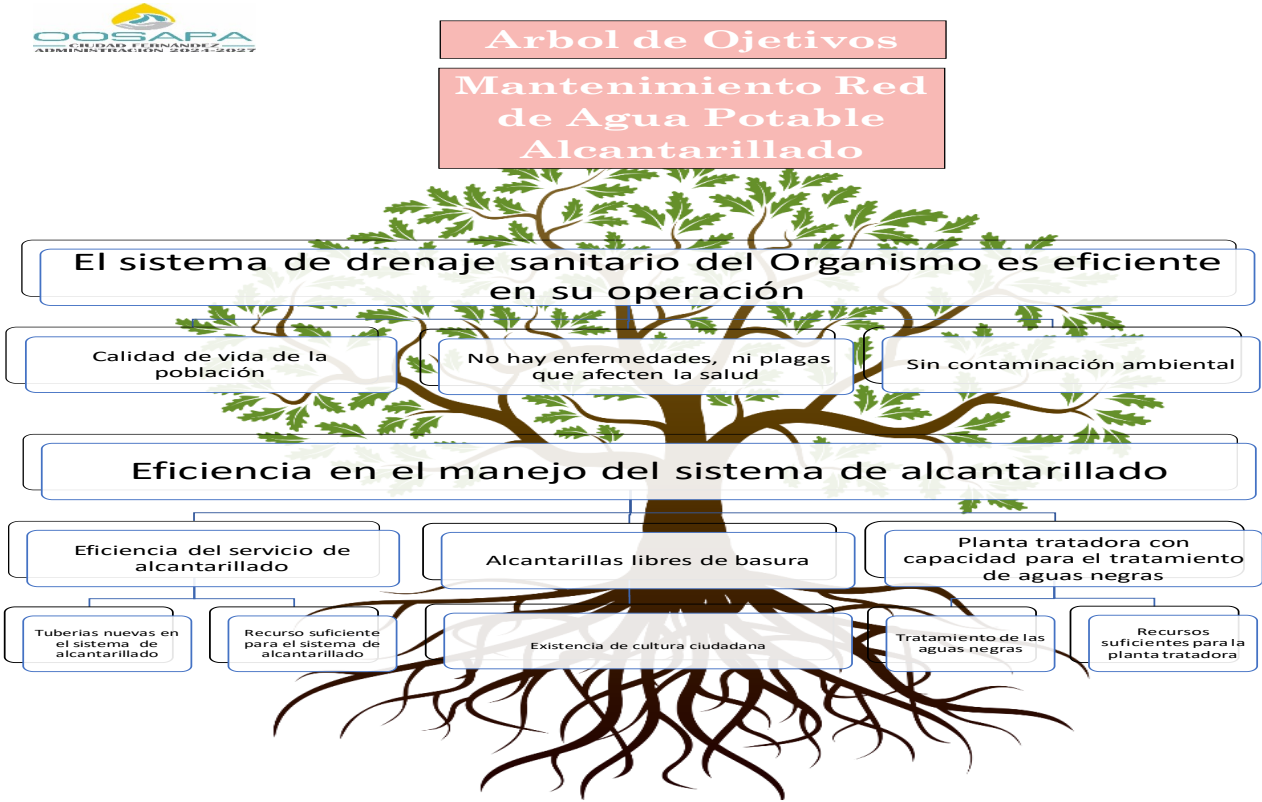 OOSAPA
CIUDAD FERNÁNDEZ
ADMINISTRACIÓN 2024-2027
Arbol de Ojetivos
Mantenimiento Red
de Agua Potable
Alcantarillado
El sistema de drenaje sanitario del Organismo es eficiente
en su operación
Calidad de vida de la
población
No hay enfermedades, ni plagas
que afecten la salud
Sin contaminación ambiental
Eficiencia en el manejo del sistema de alcantarillado
Eficiencia del servicio de
alcantarillado
Alcantarillas libres de basura
Planta tratadora con
capacidad para el tratamiento
de aguas negras
Tuberias nuevas en
el sistema de
alcantarillado
Recurso suficiente
para el sistema de
alcantarillado
Existencia de cultura ciudadana
Tratamiento de las
aguas negras
Recursos
suficientes para la
planta tratadora